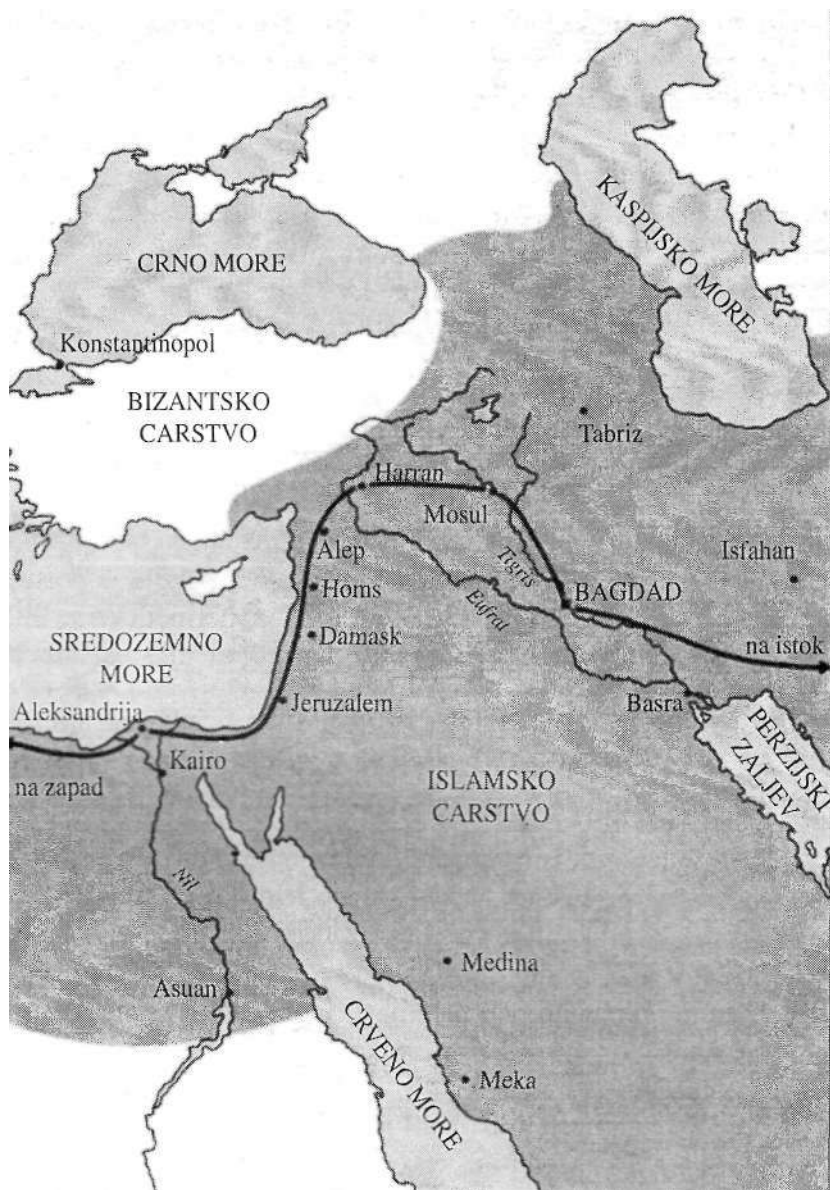 KASPIJSKO MORE
CRNO MORE
Konstantinopol
BIZANTSKO
CARSTVO
Tabriz
Harran
Mosul
Alep
Tigris
Isfahan
Homs
Eufrat
BAGDAD
Damask
SREDOZEMNO
MORE
na istok
Aleksandrija
Jeruzalem
Basra
Kairo
na zapad
PERZIJSKI
ZALJEV
ISLAMSKO
CARSTVO
Nil
Medina
Asuan
CRVENO MORE
Meka